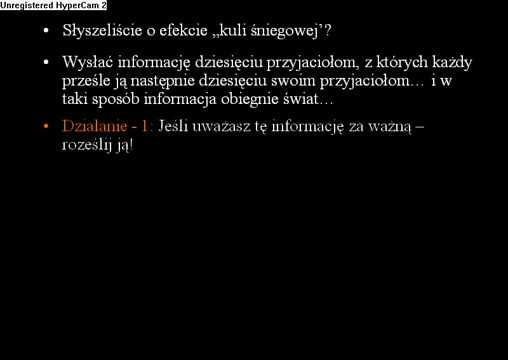 Unregistered HyperCam 2
• Słyszeliście o efekcie „kuli śniegowej’?
• Wysłać informację dziesięciu przyjaciołom, z których każdy
prześle ją następnie dziesięciu swoim przyjaciołom… i w
taki sposób informacja obiegnie świat…
• Działanie - 1: Jeśli uważasz tę informację za ważną –
roześlij ją!